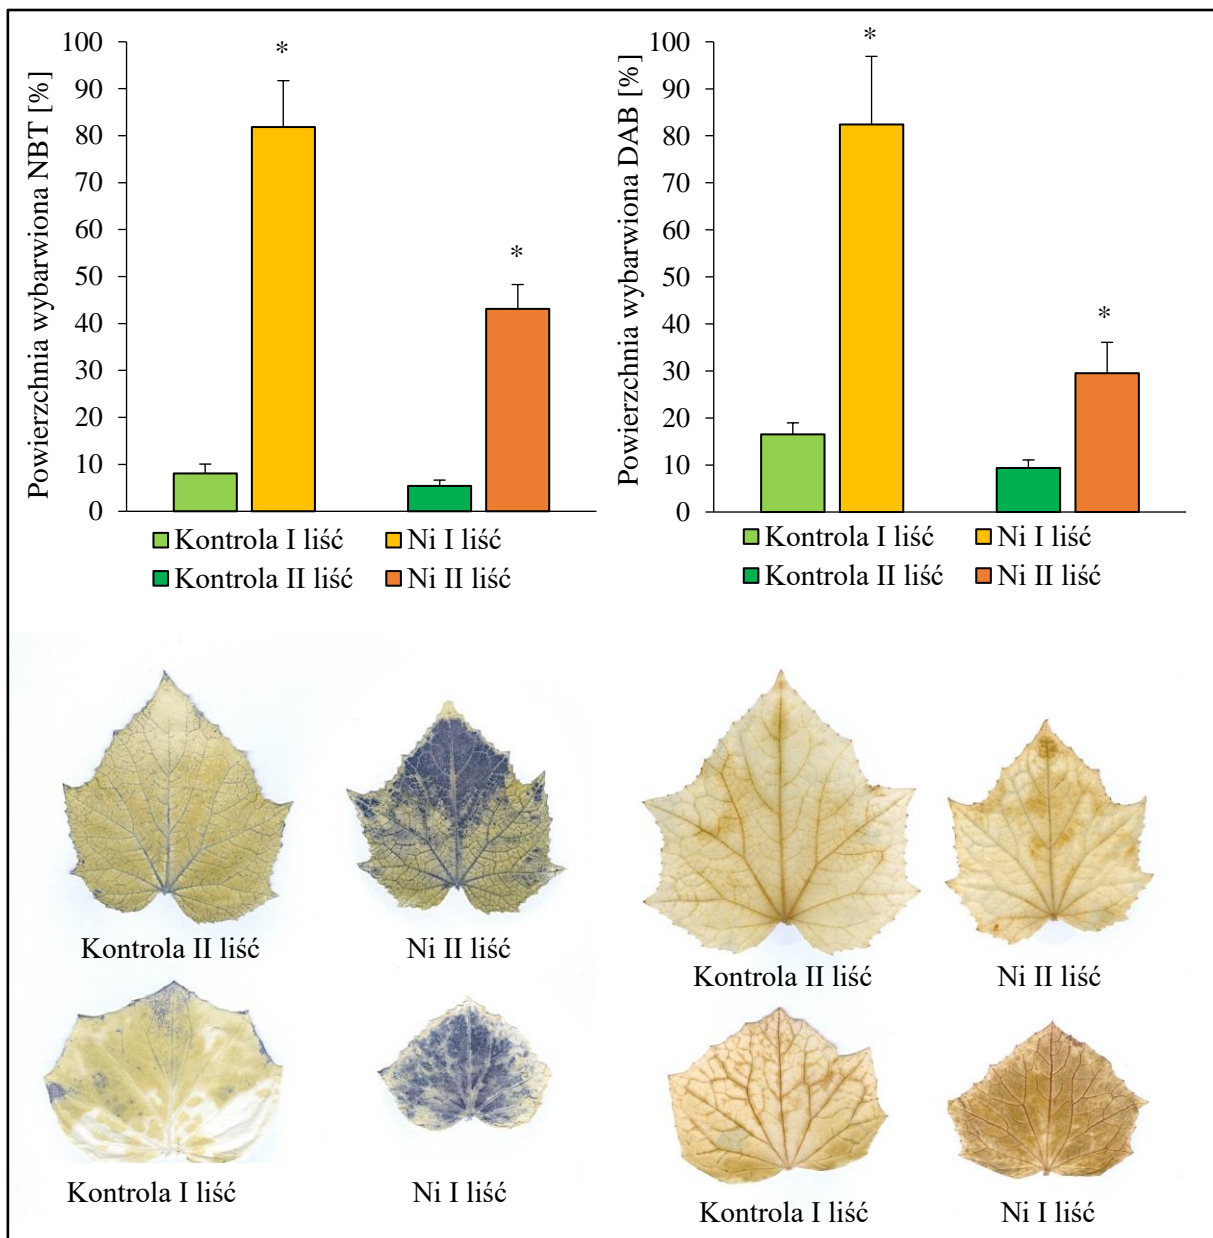 Powierzchnia wybarwiona NBT [%]
100
90
80
70
60
50
40
30
20
10
0
*
*
Kontrola I liść
Ni I liść
Kontrola II liść
Ni II liść
Powierzchnia wybarwiona DAB [%]
100
90
80
70
60
50
40
30
20
10
0
*
*
Kontrola I liść
Ni I liść
Kontrola II liść
Ni II liść
Kontrola II liść
Ni II liść
Kontrola I liść
Ni I liść
Kontrola II liść
Ni II liść
Kontrola I liść
Ni I liść